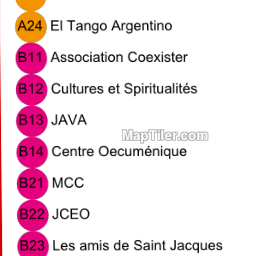 A24 El Tango Argentino
B11 Association Coexister
B12 Cultures et Spiritualités
B13 JAVA
MapTiler.com
B14 Centre Oecuménique
B21 MCC
B22 JCEO
B23 Les amis de Saint Jacques